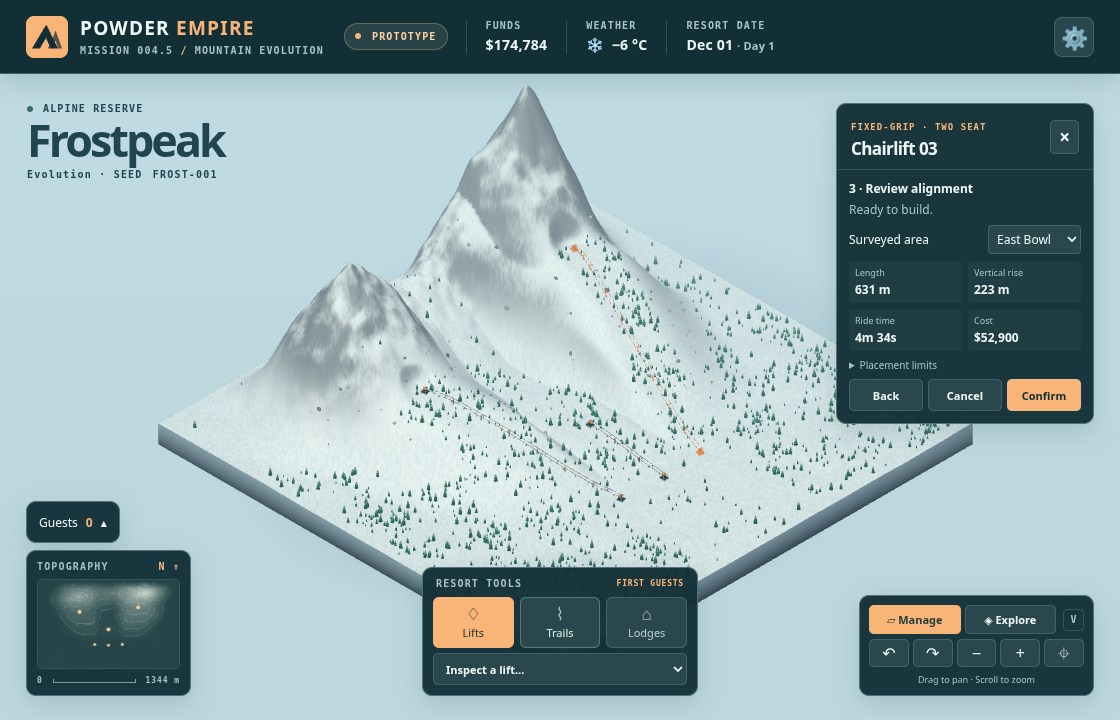 POWDER EMPIRE
MISSION 004.5 / MOUNTAIN EVOLUTION
PROTOTYPE
FUNDS
$174,784
WEATHER
−6 °C
RESORT DATE
Dec 01 · Day 1
ALPINE RESERVE
Frostpeak
Evolution · SEED FROST-001
FIXED-GRIP · TWO SEAT
Chairlift 03
×
3 · Review alignment
Ready to build.
Surveyed area
East Bowl
Length
631 m
Vertical rise
223 m
Ride time
4m 34s
Cost
$52,900
Placement limits
Back
Cancel
Confirm
Guests 0 ▲
TOPOGRAPHY
N ↑
0
1344 m
RESORT TOOLS
FIRST GUESTS
Lifts
Trails
Lodges
Inspect a lift...
Manage
Explore
V
↶ ↷ − +
Drag to pan · Scroll to zoom